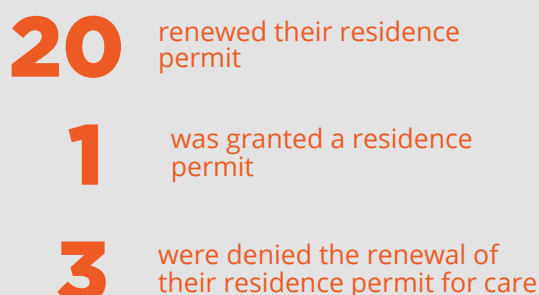 20
renewed their residence
permit
1
was granted a residence
permit
3
were denied the renewal of
their residence permit for care